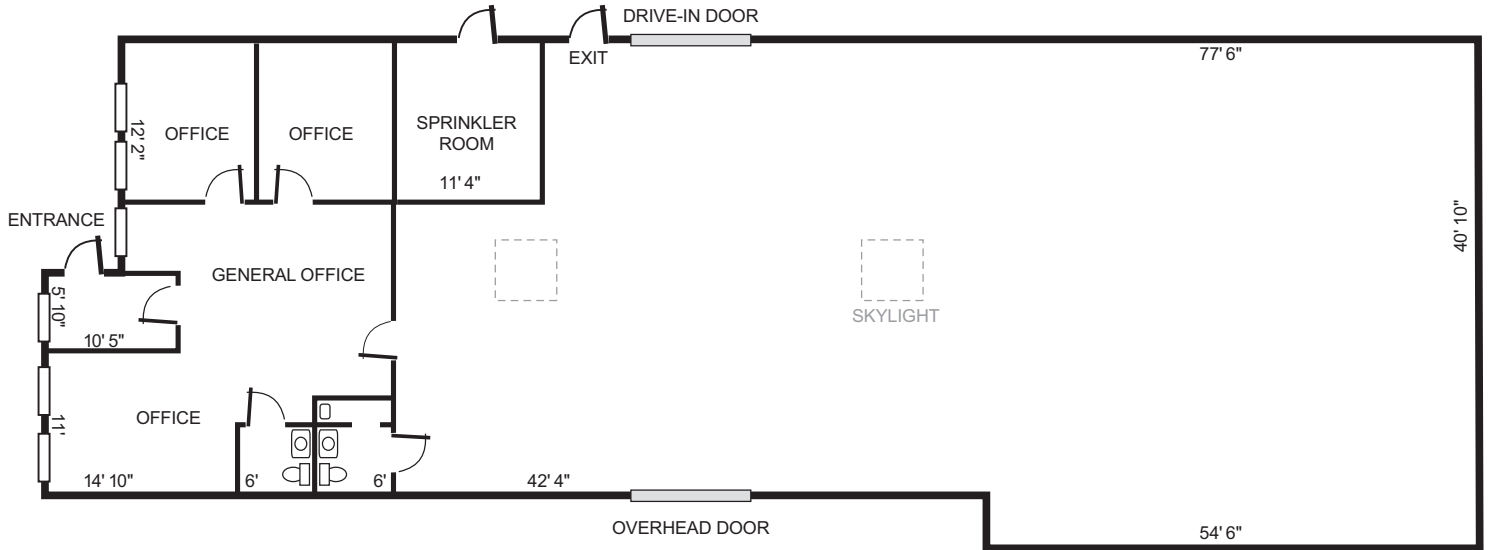 DRIVE-IN DOOR
EXIT
77' 6"
OFFICE
OFFICE
SPRINKLER
ROOM
12' 2"
11' 4"
ENTRANCE
40' 10"
GENERAL OFFICE
5' 10"
SKYLIGHT
10' 5"
OFFICE
11'
14' 10"
6'
6'
42' 4"
OVERHEAD DOOR
54' 6"